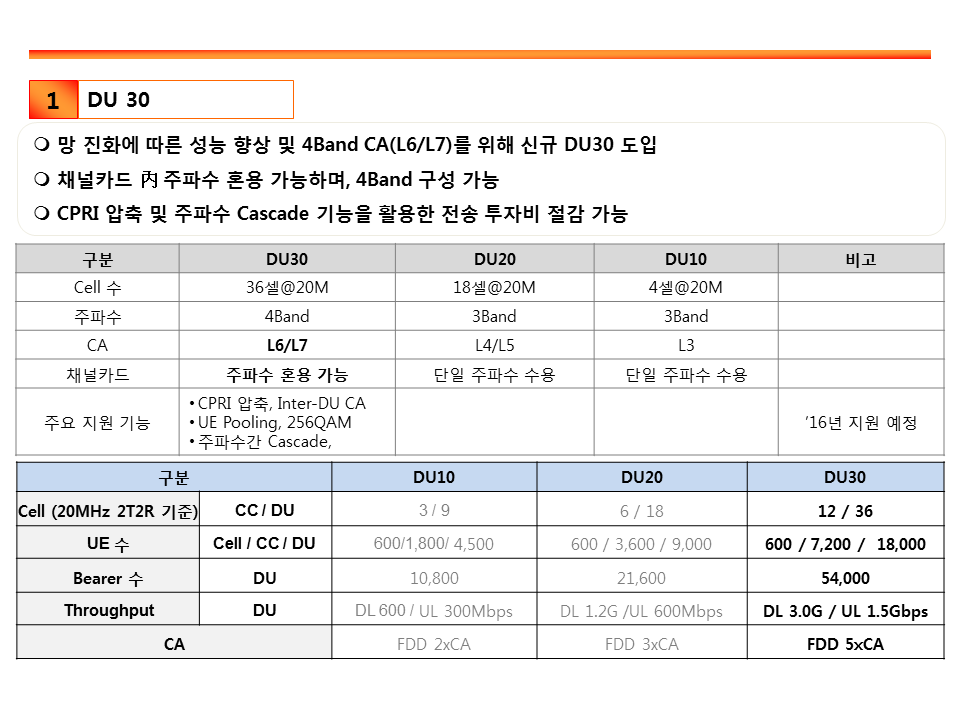 1 DU 30
❍ 망 진화에 따른 성능 향상 및 4Band CA(L6/L7)를 위해 신규 DU30 도입
❍ 채널카드 內 주파수 혼용 가능하며, 4Band 구성 가능
❍ CPRI 압축 및 주파수 Cascade 기능을 활용한 전송 투자비 절감 가능
구분 DU30 DU20 DU10 비고
Cell 수 36셀@20M 18셀@20M 4셀@20M
주파수 4Band 3Band 3Band
CA L6/L7 L4/L5 L3
채널카드 주파수 혼용 가능 단일 주파수 수용 단일 주파수 수용
주요 지원 기능
• CPRI 압축, Inter-DU CA
• UE Pooling, 256QAM
• 주파수간 Cascade,
‘16년 지원 예정
구분 DU10 DU20 DU30
Cell (20MHz 2T2R 기준) CC / DU 3 / 9 6 / 18 12 / 36
UE 수 Cell / CC / DU 600/1,800/ 4,500 600 / 3,600 / 9,000 600 / 7,200 / 18,000
Bearer 수 DU 10,800 21,600 54,000
Throughput DU DL 600 / UL 300Mbps DL 1.2G /UL 600Mbps DL 3.0G / UL 1.5Gbps
CA FDD 2xCA FDD 3xCA FDD 5xCA